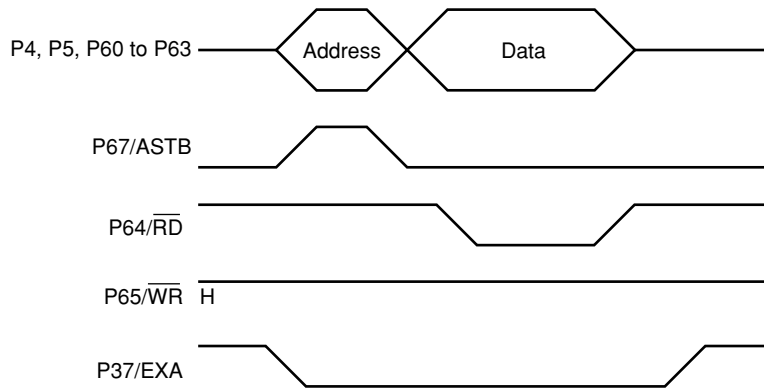 P4, P5, P60 to P63 Address Data
P67/ASTB
P64/RD
P65/WR H
P37/EXA